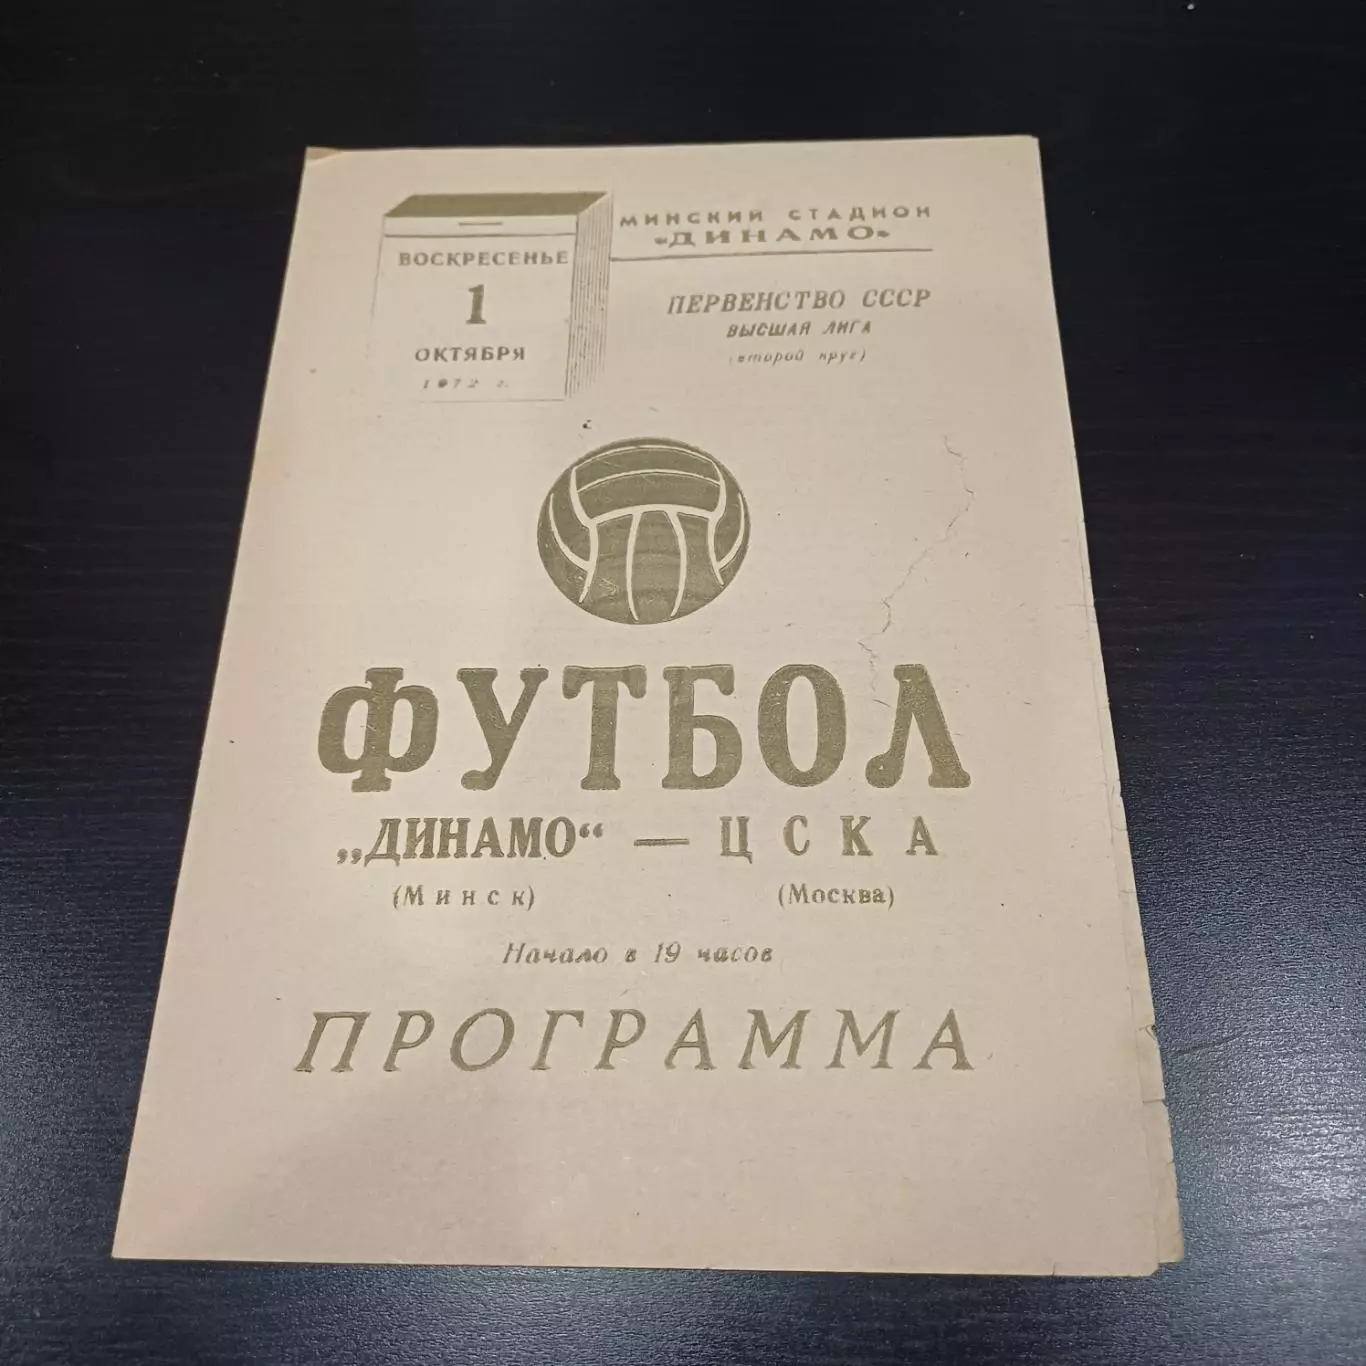 ВОСКРЕСЕНЬЕ
1
ОКТЯБРЯ
1972 г.
МИНСКИЙ СТАДИОН
«ДИНАМО»
ПЕРВЕНСТВО СССР
ВЫСШАЯ ЛИГА
(второй круг)
ФУТБОЛ
„ДИНАМО“ — ЦСКА
(Минск) (Москва)
Начало в 19 часов
ПРОГРАММА